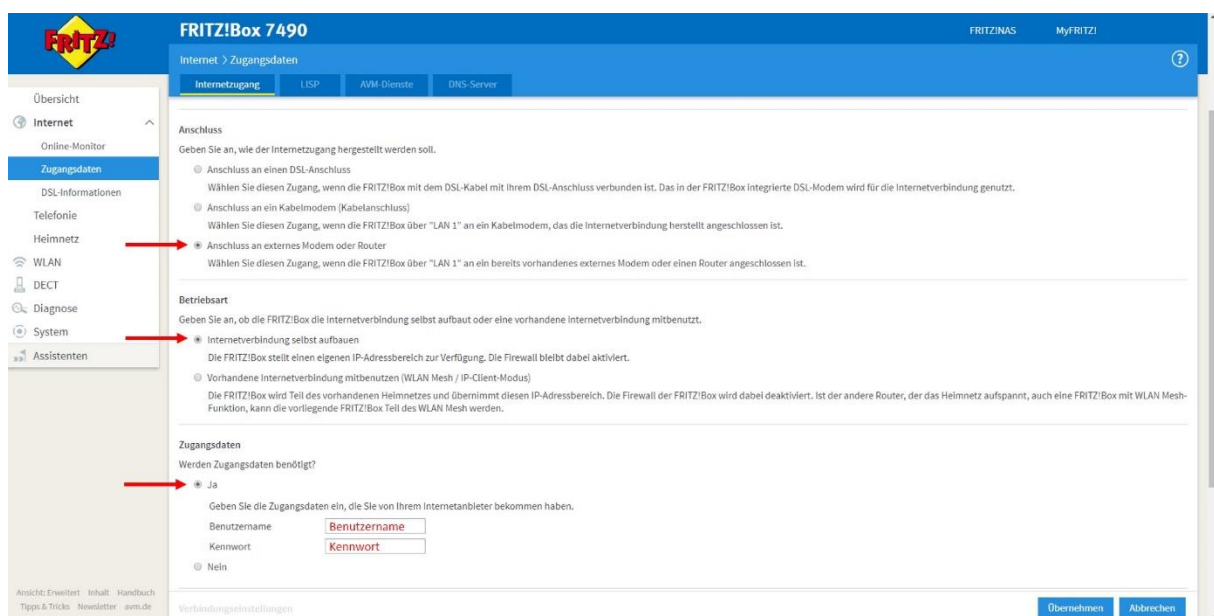 FRITZ!
FRITZ!Box 7490
FRITZ!NAS
MyFRITZ!
Internet > Zugangsdaten
?
Internetzugang
LISP
AVM-Dienste
DNS-Server
Übersicht
Internet
Online-Monitor
Zugangsdaten
DSL-Informationen
Telefonie
Heimnetz
WLAN
DECT
Diagnose
System
Assistenten
Ansicht: Erweitert Inhalt Handbuch
Tipps & Tricks Newsletter avm.de
Anschluss
Geben Sie an, wie der Internetzugang hergestellt werden soll.
Anschluss an einen DSL-Anschluss
Wählen Sie diesen Zugang, wenn die FRITZ!Box mit dem DSL-Kabel mit Ihrem DSL-Anschluss verbunden ist. Das in der FRITZ!Box integrierte DSL-Modem wird für die Internetverbindung genutzt.
Anschluss an ein Kabelmodem (Kabelanschluss)
Wählen Sie diesen Zugang, wenn die FRITZ!Box über "LAN 1" an ein Kabelmodem, das die Internetverbindung herstellt angeschlossen ist.
Anschluss an externes Modem oder Router
Wählen Sie diesen Zugang, wenn die FRITZ!Box über "LAN 1" an ein bereits vorhandenes externes Modem oder einen Router angeschlossen ist.
Betriebsart
Geben Sie an, ob die FRITZ!Box die Internetverbindung selbst aufbaut oder eine vorhandene Internetverbindung mitbenutzt.
Internetverbindung selbst aufbauen
Die FRITZ!Box stellt einen eigenen IP-Adressbereich zur Verfügung. Die Firewall bleibt dabei aktiviert.
Vorhandene Internetverbindung mitbenutzen (WLAN Mesh / IP-Client-Modus)
Die FRITZ!Box wird Teil des vorhandenen Heimnetzes und übernimmt diesen IP-Adressbereich. Die Firewall der FRITZ!Box wird dabei deaktiviert. Ist der andere Router, der das Heimnetz aufspannt, auch eine FRITZ!Box mit WLAN Mesh-
Funktion, kann die vorliegende FRITZ!Box Teil des WLAN Mesh werden.
Zugangsdaten
Werden Zugangsdaten benötigt?
Ja
Geben Sie die Zugangsdaten ein, die Sie von Ihrem Internetanbieter bekommen haben.
Benutzername Benutzername
Kennwort Kennwort
Nein
Verbindungseinstellungen
Übernehmen
Abbrechen